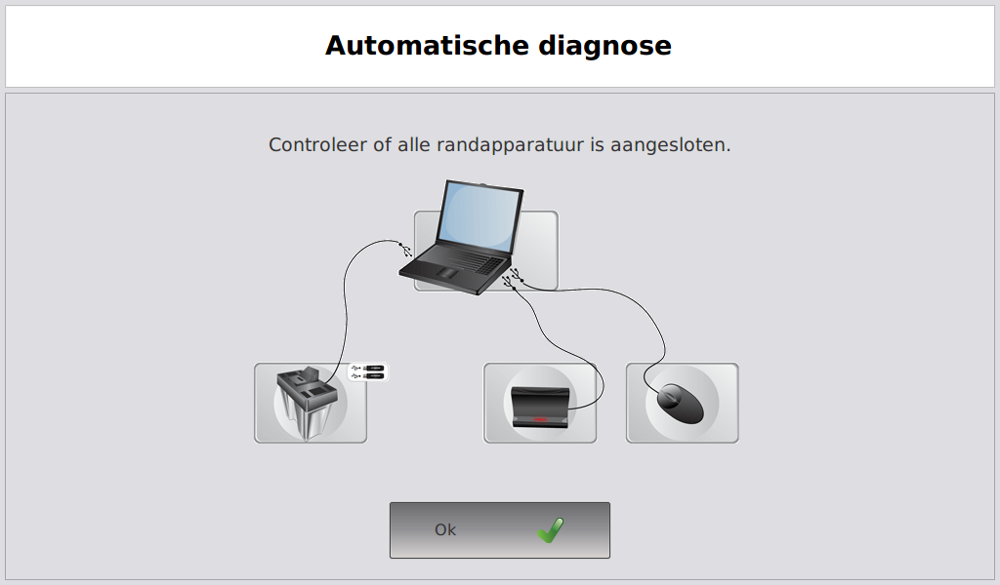 Automatische diagnose
Controleer of alle randapparatuur is aangesloten.
Ok